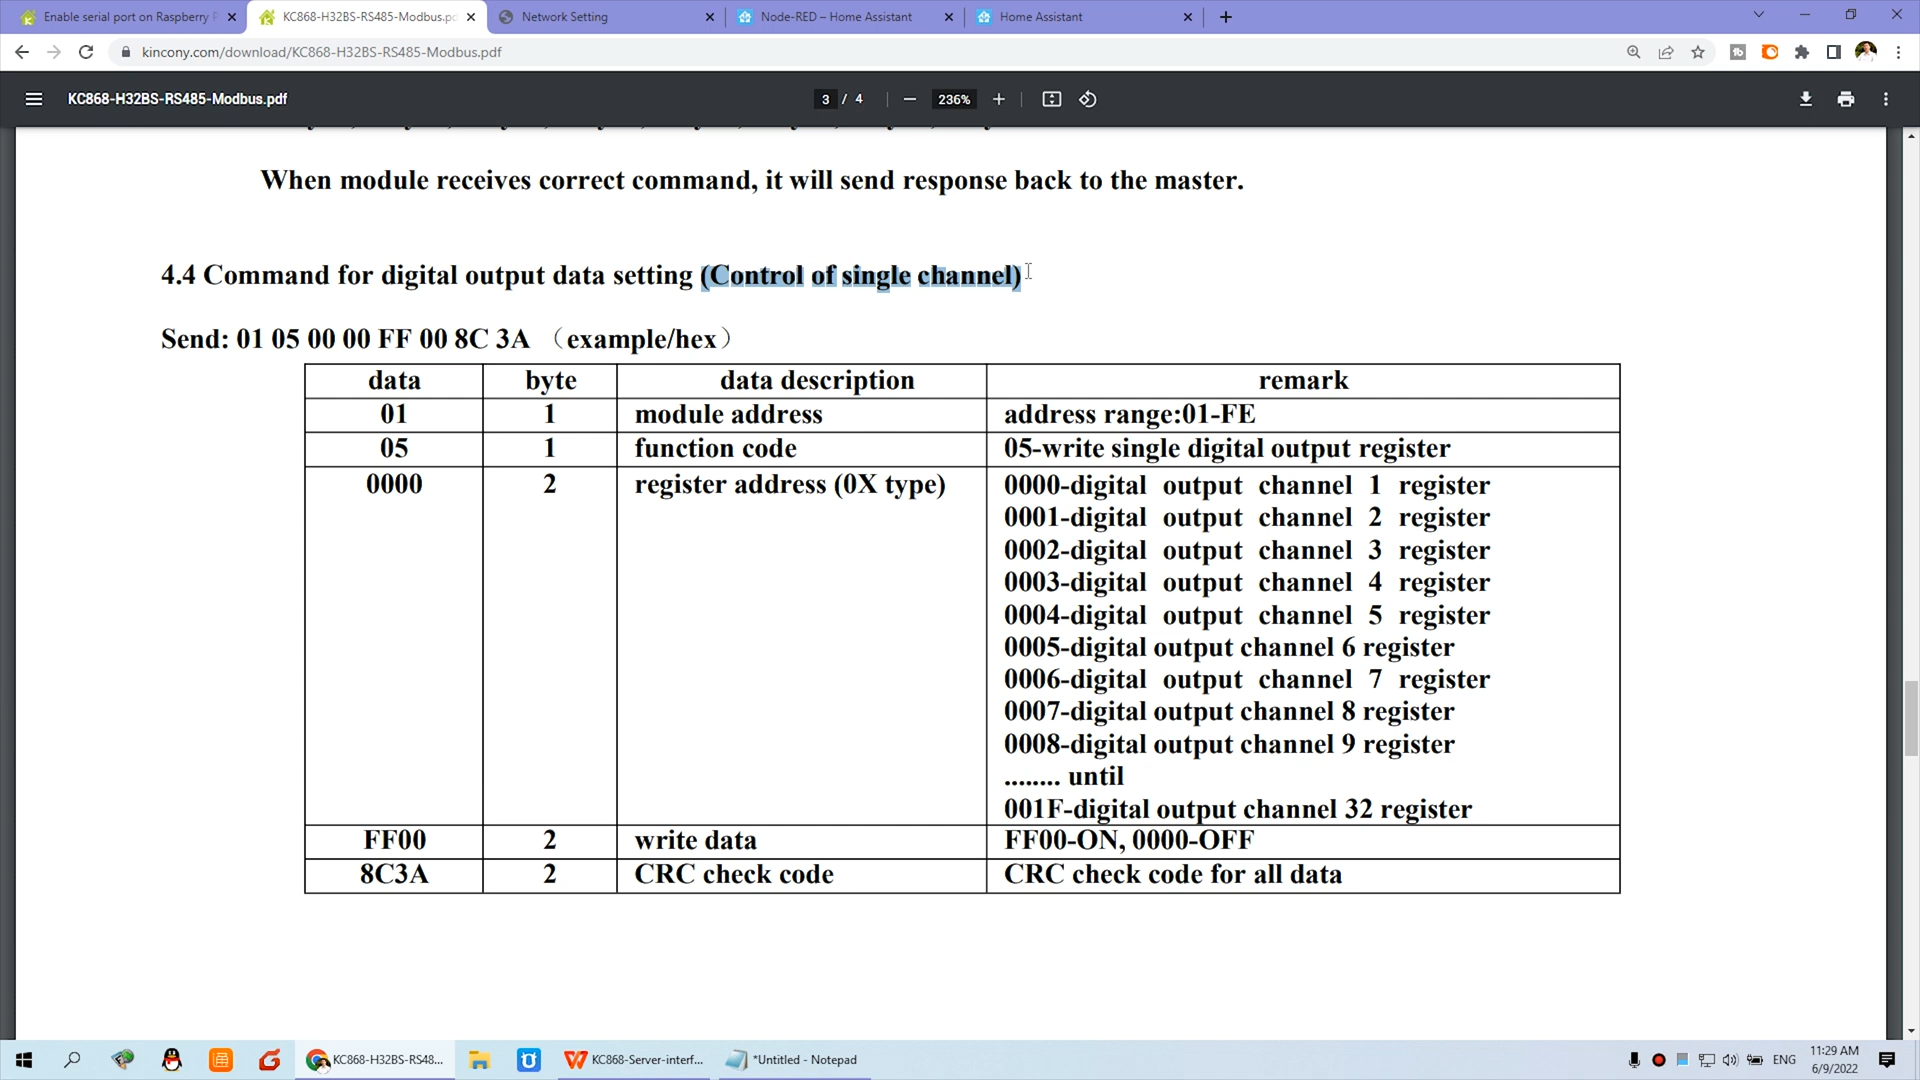 Enable serial port on Raspberry P
KC868-H32BS-RS485-Modbus.pd
Network Setting
Node-RED – Home Assistant
Home Assistant
kincony.com/download/KC868-H32BS-RS485-Modbus.pdf
KC868-H32BS-RS485-Modbus.pdf
3 / 4
236%
When module receives correct command, it will send response back to the master.
4.4 Command for digital output data setting (Control of single channel)
Send: 01 05 00 00 FF 00 8C 3A （example/hex）
data byte data description remark
01 1 module address address range:01-FE
05 1 function code 05-write single digital output register
0000 2 register address (0X type) 0000-digital output channel 1 register
0001-digital output channel 2 register
0002-digital output channel 3 register
0003-digital output channel 4 register
0004-digital output channel 5 register
0005-digital output channel 6 register
0006-digital output channel 7 register
0007-digital output channel 8 register
0008-digital output channel 9 register
........ until
001F-digital output channel 32 register
FF00 2 write data FF00-ON, 0000-OFF
8C3A 2 CRC check code CRC check code for all data
KC868-H32BS-RS48...
KC868-Server-interf...
*Untitled - Notepad
ENG
11:29 AM
6/9/2022